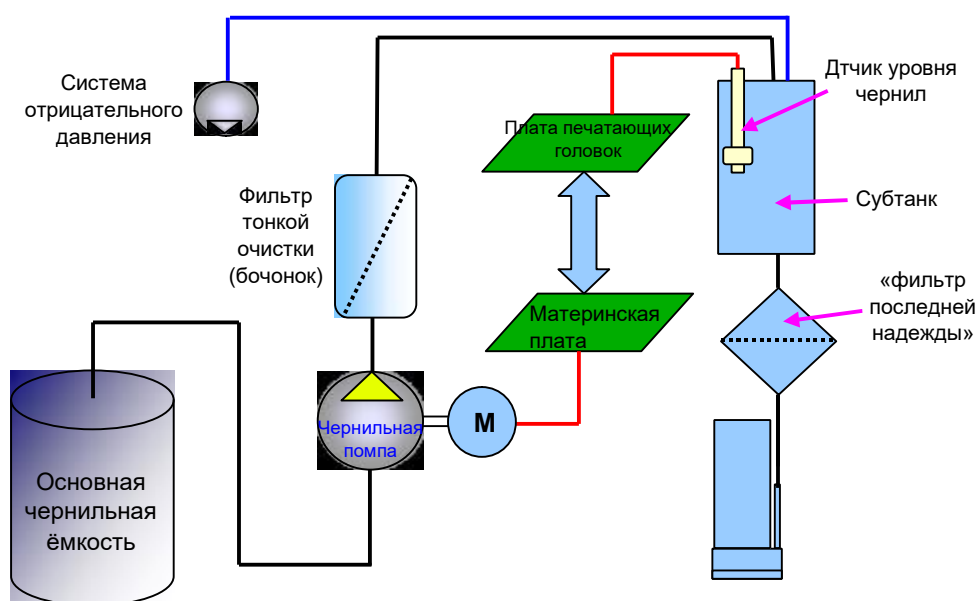 Система
отрицательного
давления
Дтчик уровня
чернил
Плата печатающих
головок
Фильтр
тонкой
очистки
(бочонок)
Субтанк
«фильтр
последней
надежды»
Материнская
плата
Чернильная
помпа
М
Основная
чернильная
ёмкость